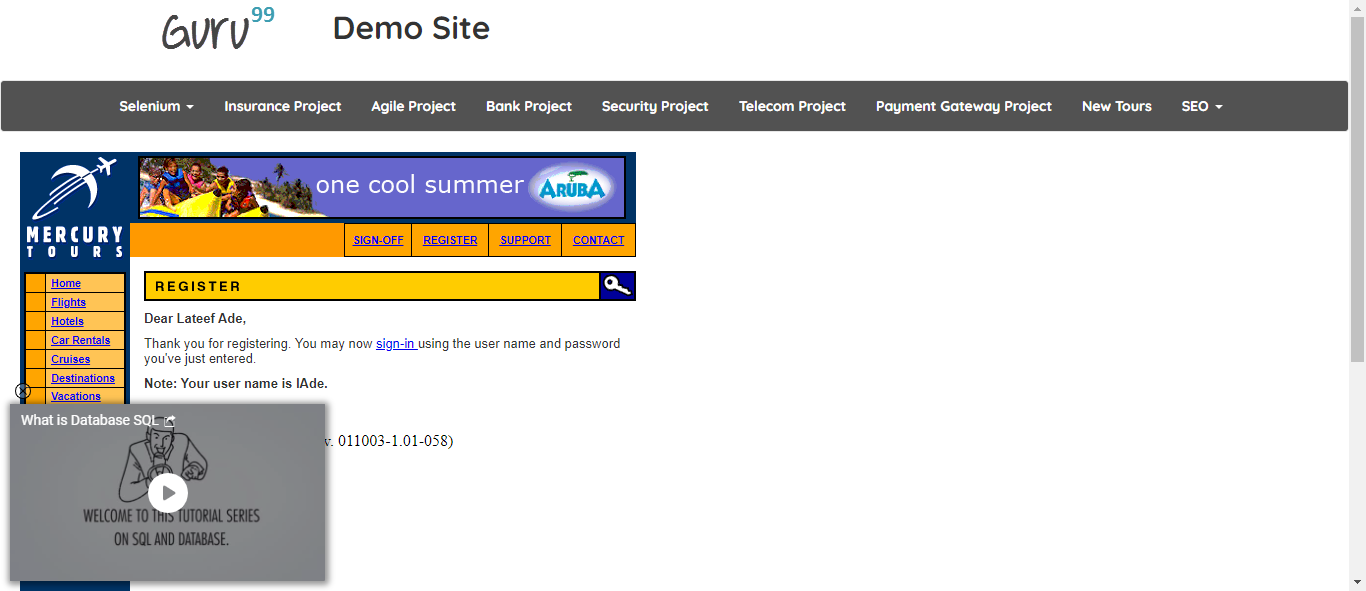 Guru99
Demo Site
Selenium
Insurance Project
Agile Project
Bank Project
Security Project
Telecom Project
Payment Gateway Project
New Tours
SEO
one cool summer
ARUBA
MERCURY
TOURS
SIGN-OFF
REGISTER
SUPPORT
CONTACT
Home
Flights
Hotels
Car Rentals
Cruises
Destinations
Vacations
REGISTER
Dear Lateef Ade,
Thank you for registering. You may now sign-in using the user name and password
you've just entered.
Note: Your user name is lAde.
v. 011003-1.01-058)
What is Database SQL
WELCOME TO THIS TUTORIAL SERIES
ON SQL AND DATABASE.